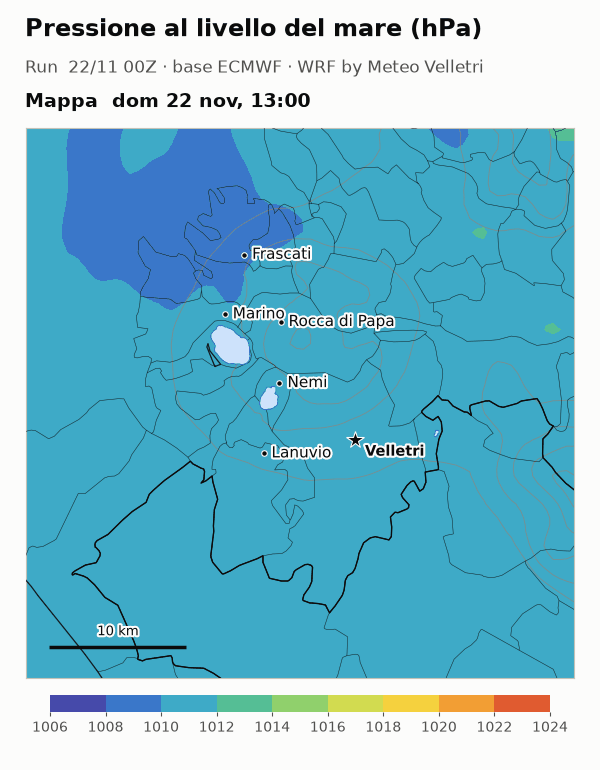 Pressione al livello del mare (hPa)
Run  22/11 00Z · base ECMWF · WRF by Meteo Velletri
Mappa  dom 22 nov, 13:00
Frascati
Marino
Rocca di Papa
Nemi
Velletri
Lanuvio
10 km
1006 1008 1010 1012 1014 1016 1018 1020 1022 1024